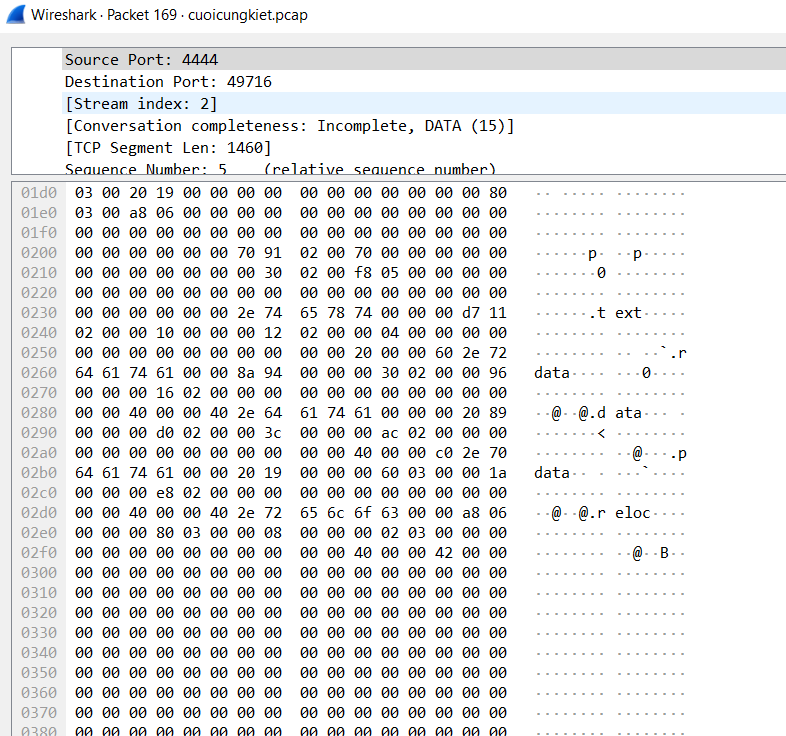 Wireshark · Packet 169 · cuoicungkiet.pcap
Source Port: 4444
Destination Port: 49716
[Stream index: 2]
[Conversation completeness: Incomplete, DATA (15)]
[TCP Segment Len: 1460]
Sequence Number: 5    (relative sequence number)
01d0  03 00 20 19 00 00 00 00  00 00 00 00 00 00 00 80  ·· ····· ········
01e0  03 00 a8 06 00 00 00 00  00 00 00 00 00 00 00 00  ········ ········
01f0  00 00 00 00 00 00 00 00  00 00 00 00 00 00 00 00  ········ ········
0200  00 00 00 00 00 00 70 91  02 00 70 00 00 00 00 00  ······p· ··p·····
0210  00 00 00 00 00 00 00 30  02 00 f8 05 00 00 00 00  ·······0 ········
0220  00 00 00 00 00 00 00 00  00 00 00 00 00 00 00 00  ········ ········
0230  00 00 00 00 00 00 2e 74  65 78 74 00 00 00 d7 11  ······.t ext·····
0240  02 00 00 10 00 00 00 12  02 00 00 04 00 00 00 00  ········ ········
0250  00 00 00 00 00 00 00 00  00 00 20 00 00 60 2e 72  ········ ·· ··`.r
0260  64 61 74 61 00 00 8a 94  00 00 00 30 02 00 00 96  data···· ···0····
0270  00 00 00 16 02 00 00 00  00 00 00 00 00 00 00 00  ········ ········
0280  00 00 40 00 00 40 2e 64  61 74 61 00 00 00 20 89  ··@··@.d ata··· ·
0290  00 00 00 d0 02 00 00 3c  00 00 00 ac 02 00 00 00  ·······< ········
02a0  00 00 00 00 00 00 00 00  00 00 40 00 00 c0 2e 70  ········ ··@···.p
02b0  64 61 74 61 00 00 20 19  00 00 00 60 03 00 00 1a  data·· · ···`····
02c0  00 00 00 e8 02 00 00 00  00 00 00 00 00 00 00 00  ········ ········
02d0  00 00 40 00 00 40 2e 72  65 6c 6f 63 00 00 a8 06  ··@··@.r eloc····
02e0  00 00 00 80 03 00 00 08  00 00 00 02 03 00 00 00  ········ ········
02f0  00 00 00 00 00 00 00 00  00 00 40 00 00 42 00 00  ········ ··@··B··
0300  00 00 00 00 00 00 00 00  00 00 00 00 00 00 00 00  ········ ········
0310  00 00 00 00 00 00 00 00  00 00 00 00 00 00 00 00  ········ ········
0320  00 00 00 00 00 00 00 00  00 00 00 00 00 00 00 00  ········ ········
0330  00 00 00 00 00 00 00 00  00 00 00 00 00 00 00 00  ········ ········
0340  00 00 00 00 00 00 00 00  00 00 00 00 00 00 00 00  ········ ········
0350  00 00 00 00 00 00 00 00  00 00 00 00 00 00 00 00  ········ ········
0360  00 00 00 00 00 00 00 00  00 00 00 00 00 00 00 00  ········ ········
0370  00 00 00 00 00 00 00 00  00 00 00 00 00 00 00 00  ········ ········
0380  00 00 00 00 00 00 00 00  00 00 00 00 00 00 00 00  ········ ········